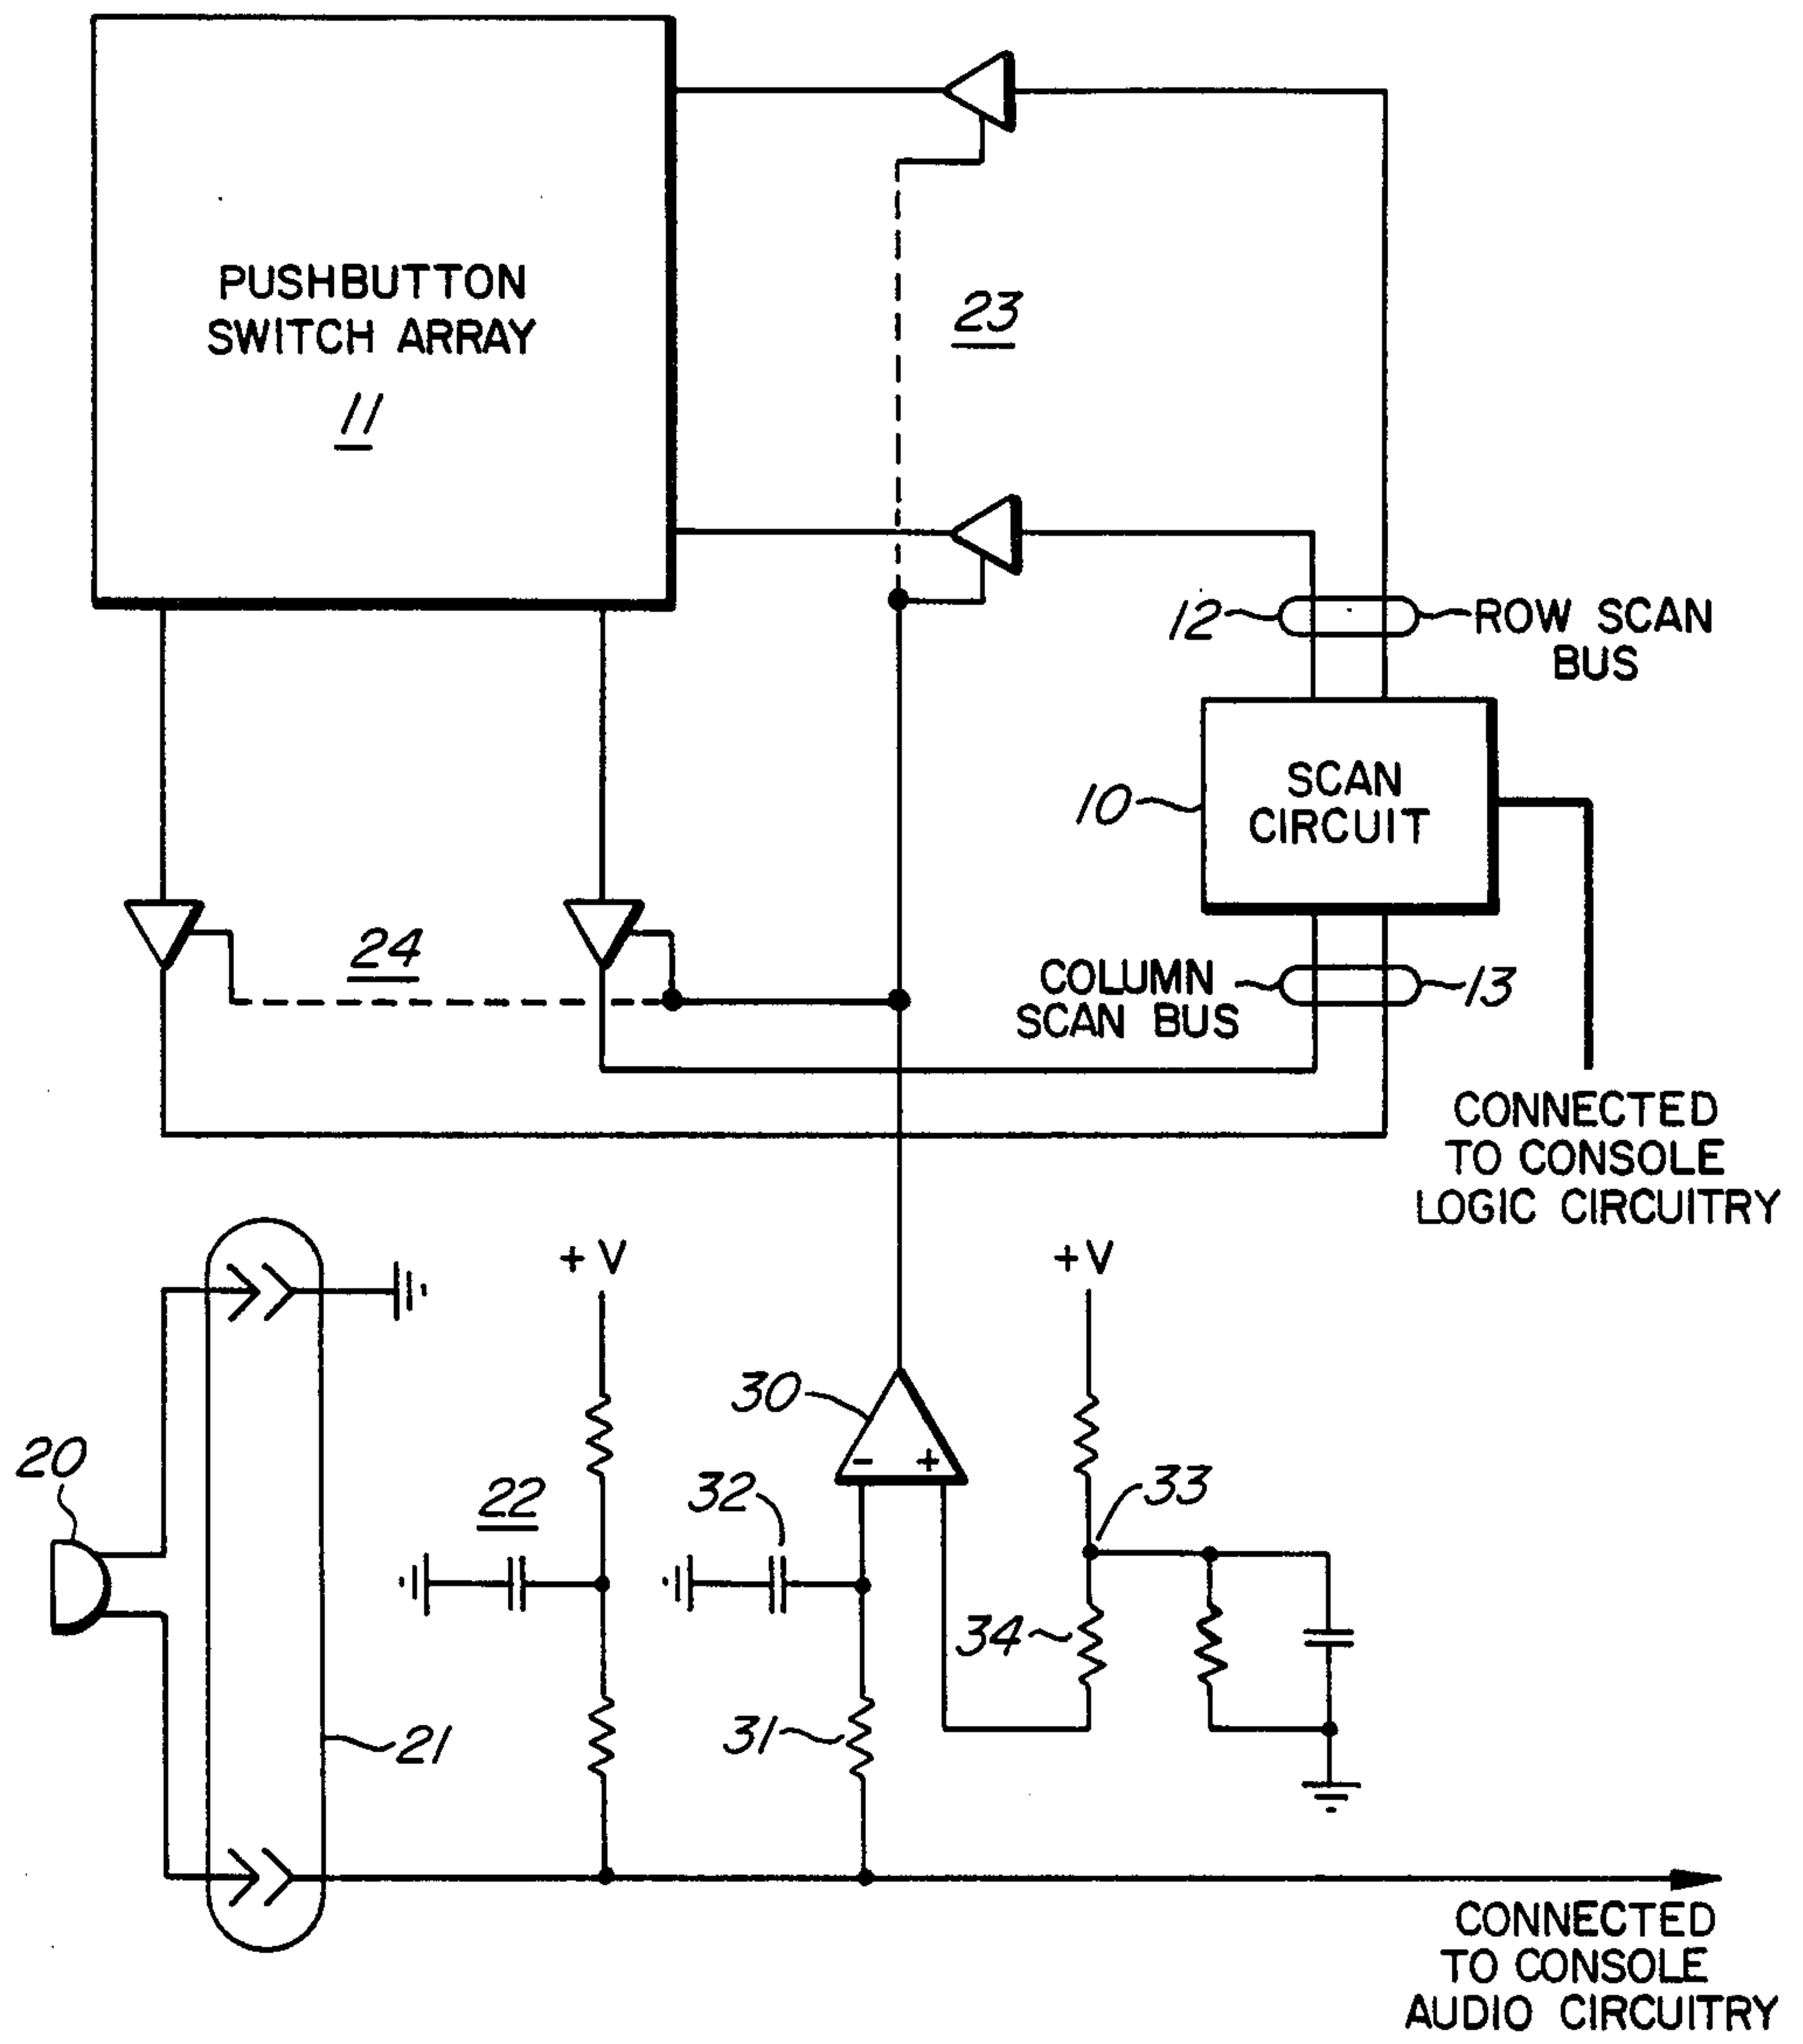 PUSHBUTTON
SWITCH ARRAY
11
23
12
ROW SCAN
BUS
10
SCAN
CIRCUIT
24
COLUMN
SCAN BUS
13
CONNECTED
TO CONSOLE
LOGIC CIRCUITRY
+V
+V
30
- +
20
22
32
33
34
31
21
CONNECTED
TO CONSOLE
AUDIO CIRCUITRY